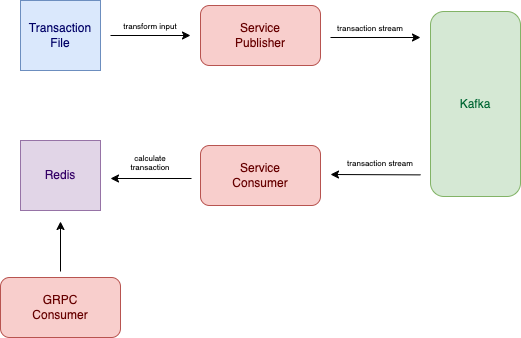 Transaction
File
transform input
Service
Publisher
transaction stream
Kafka
Redis
calculate
transaction
Service
Consumer
transaction stream
GRPC
Consumer